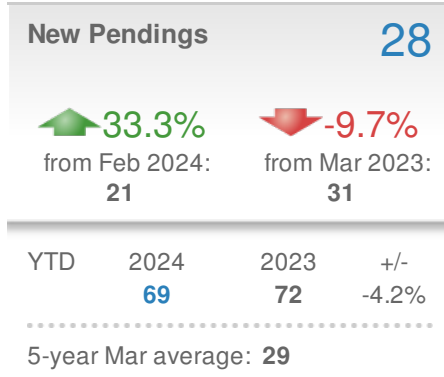 New Pendings 28
33.3% -9.7%
from Feb 2024: from Mar 2023:
21 31
YTD 2024 2023 +/-
69 72 -4.2%
5-year Mar average: 29